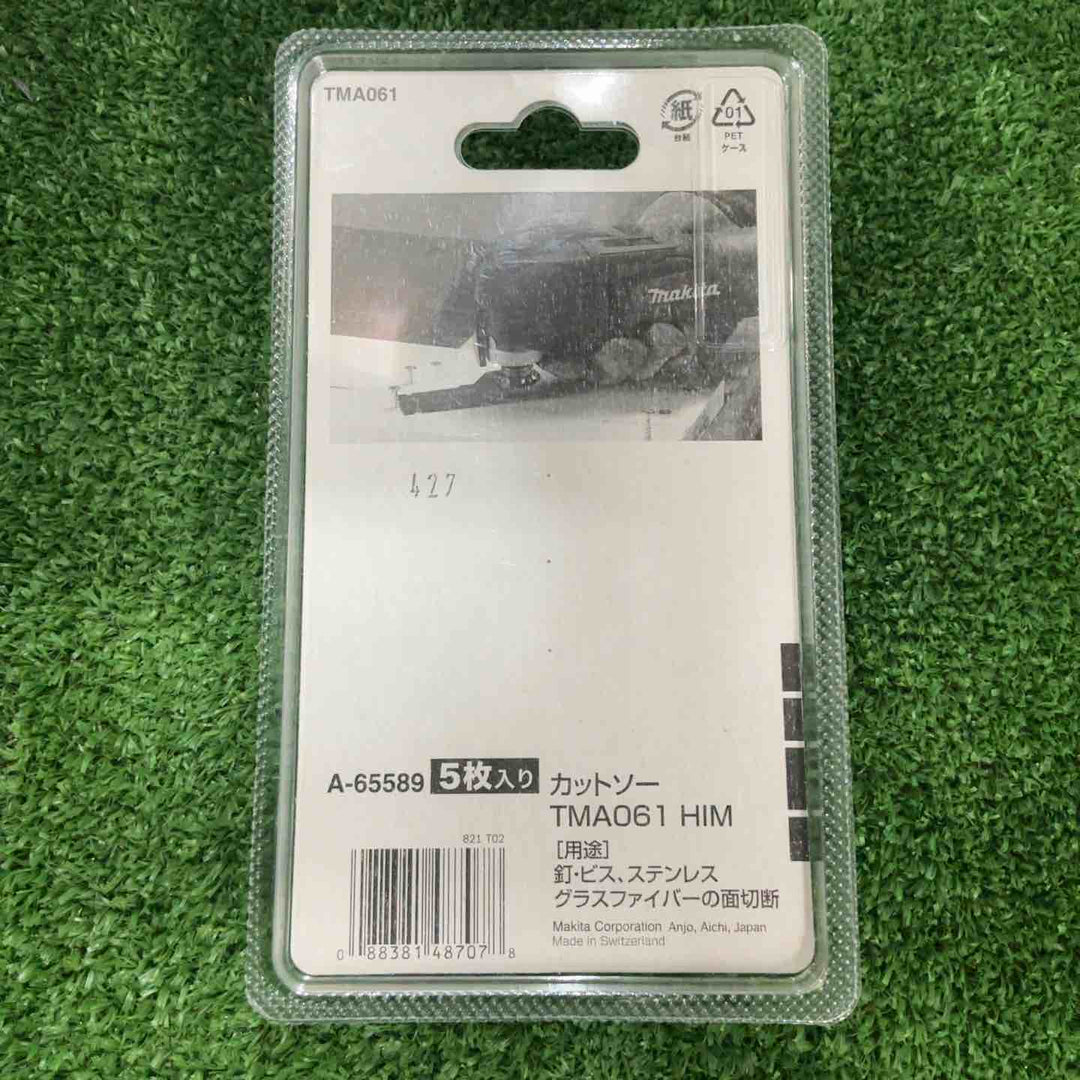 TMA061
紙
台紙
01
PET
ケース
makita
427
A-65589 5枚入り
821 T02
0 88381 48707 8
カットソー
TMA061 HIM
[用途]
釘・ビス、ステンレス
グラスファイバーの面切断
Makita Corporation Anjo, Aichi, Japan
Made in Switzerland